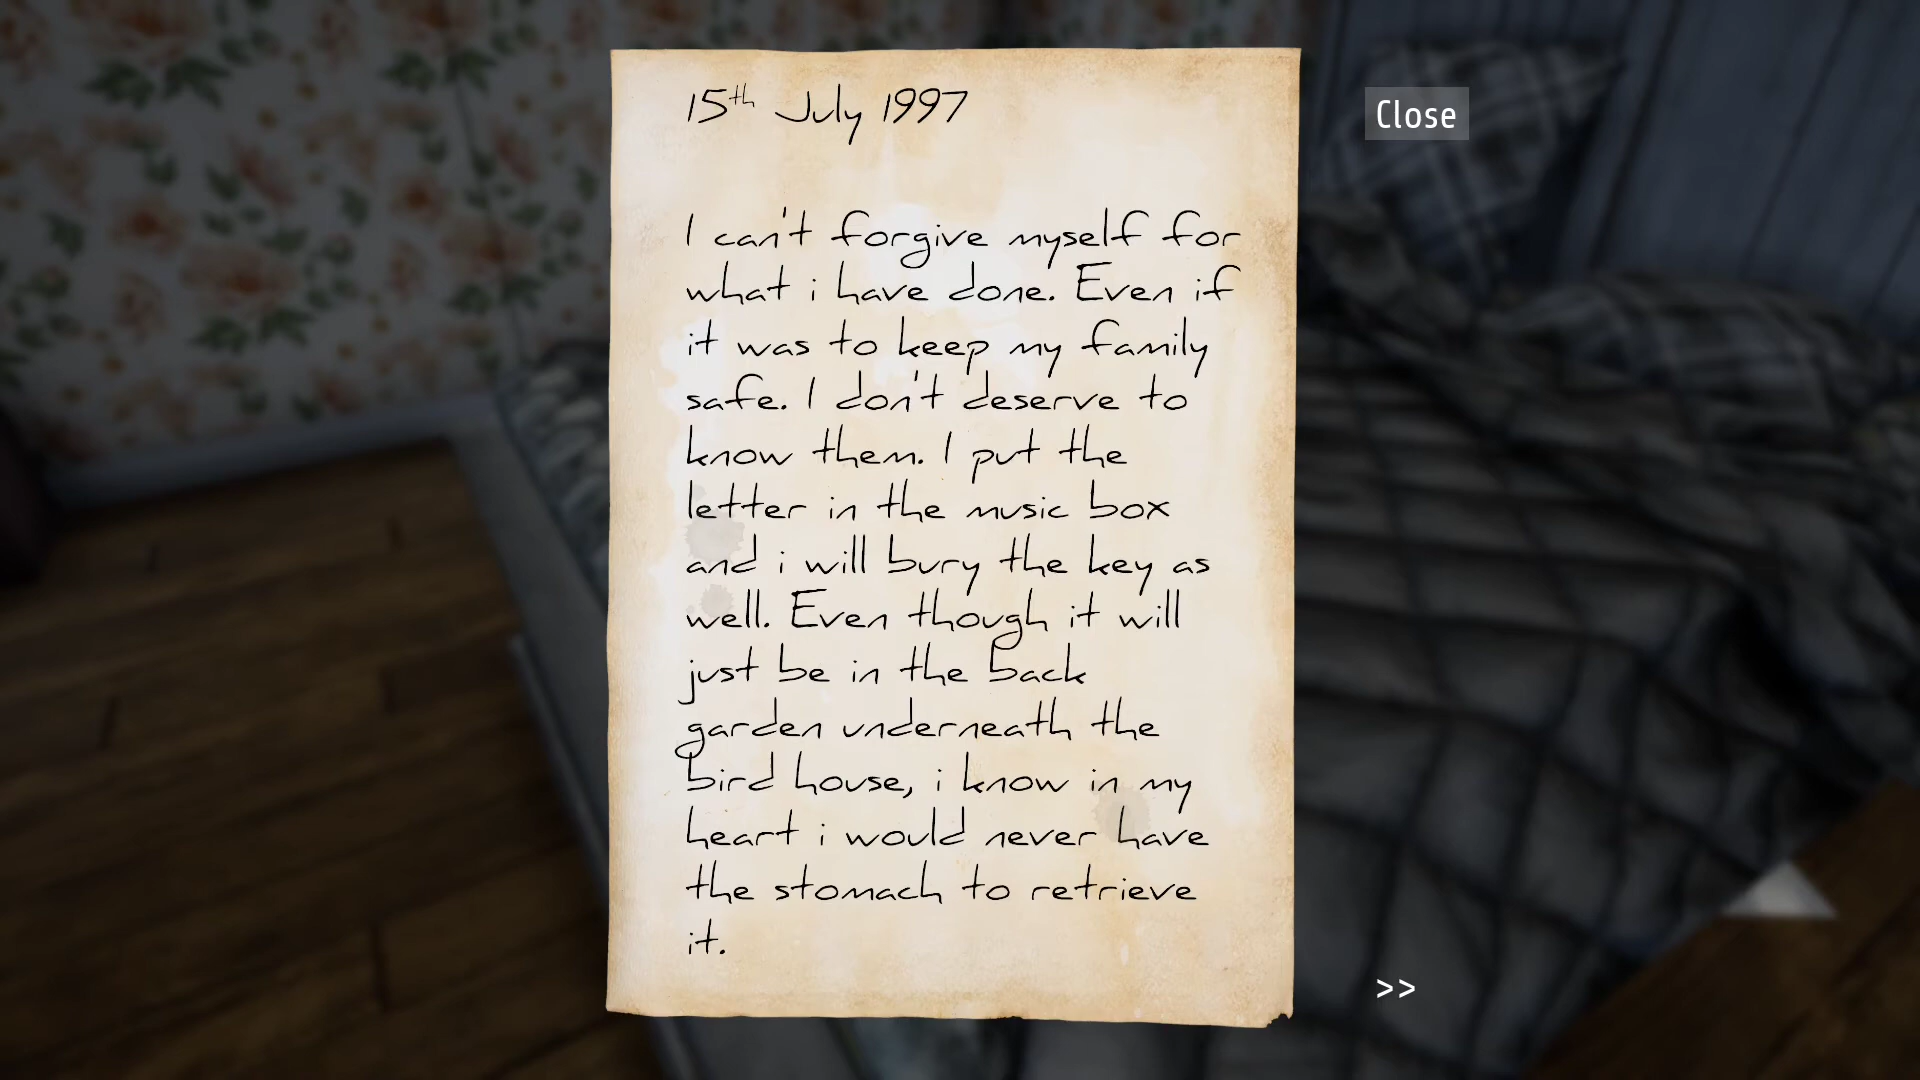 15th July 1997
Close
I can't forgive myself for
what i have done. Even if
it was to keep my family
safe. I don't deserve to
know them. I put the
letter in the music box
and i will bury the key as
well. Even though it will
just be in the back
garden underneath the
bird house, i know in my
heart i would never have
the stomach to retrieve
it.
>>